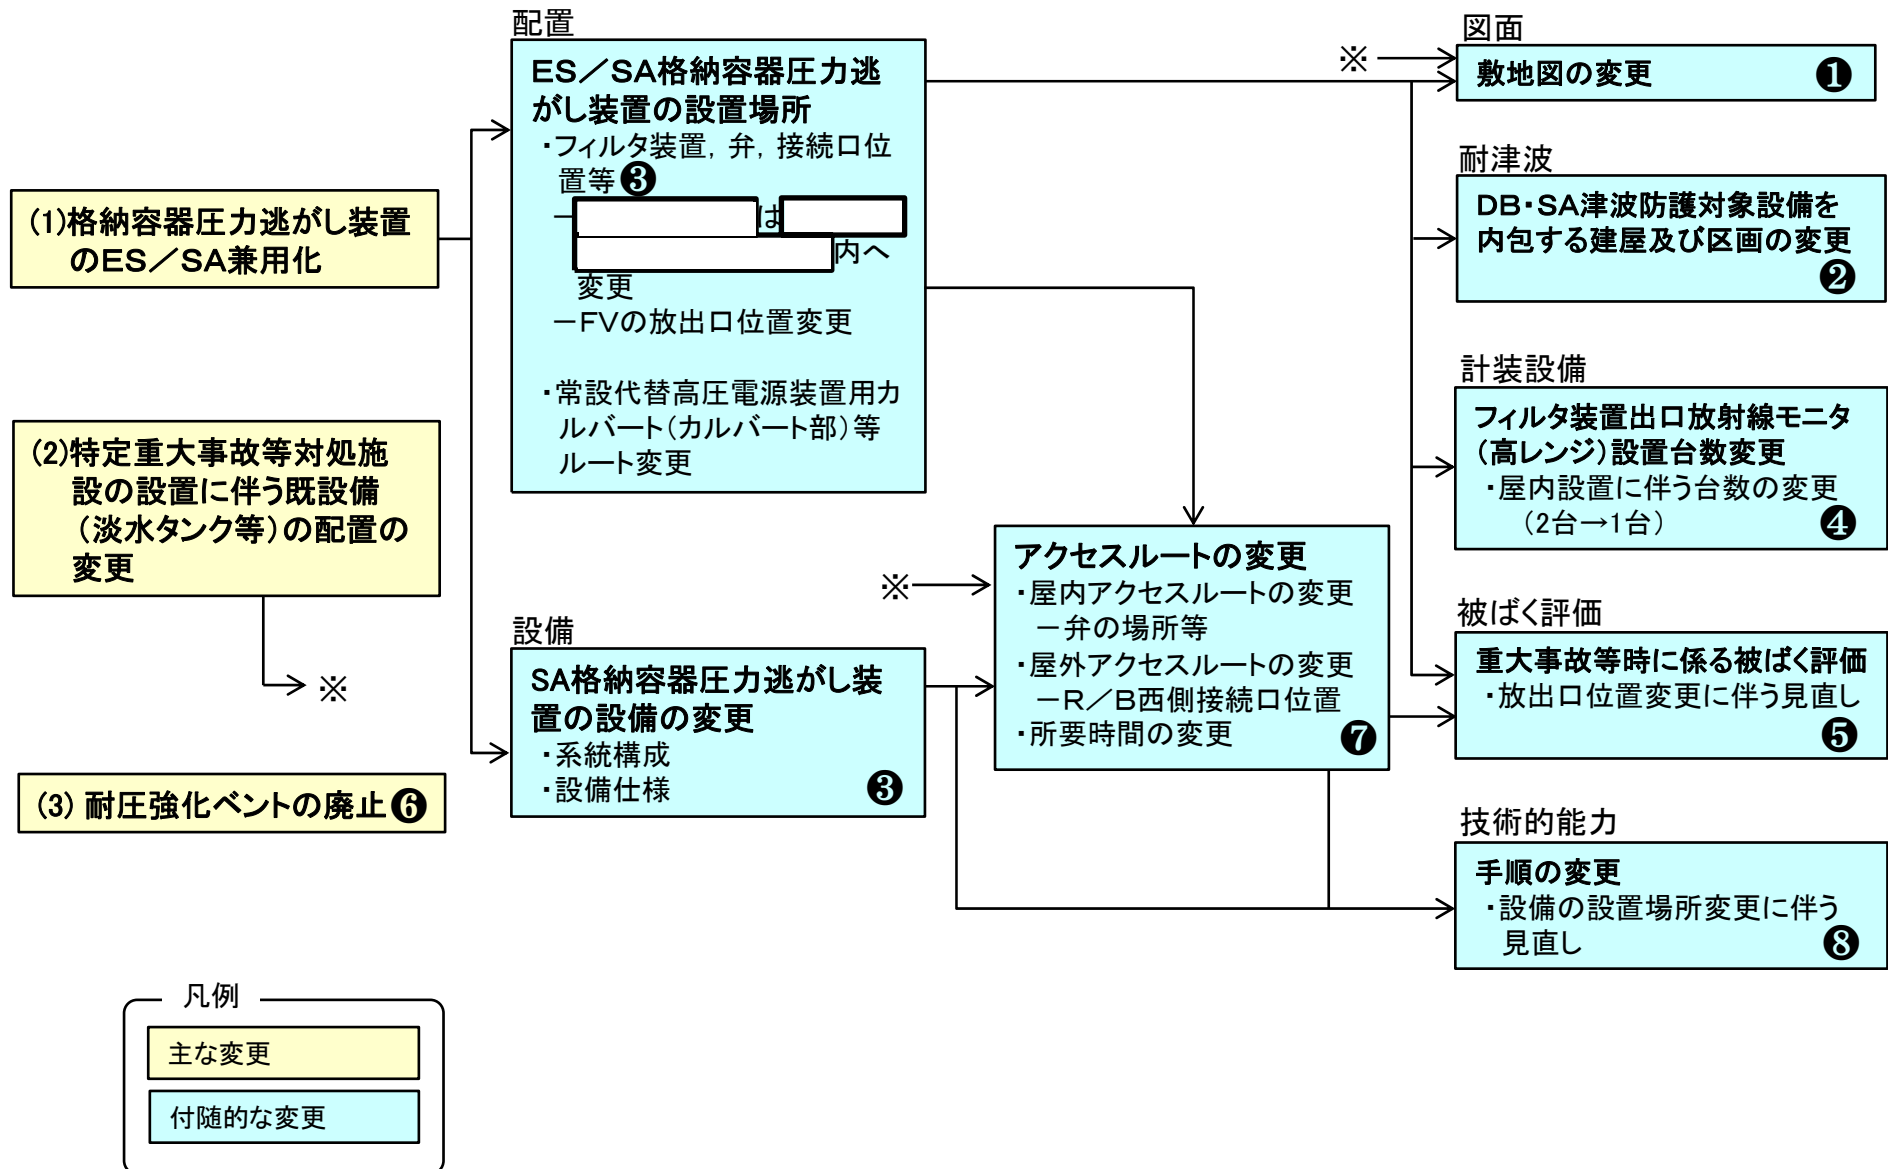 (1)格納容器圧力逃がし装置
のES／SA兼用化
(2)特定重大事故等対処施
設の設置に伴う既設備
（淡水タンク等）の配置の
変更
※
(3) 耐圧強化ベントの廃止❻
配置
ES／SA格納容器圧力逃
がし装置の設置場所
・フィルタ装置，弁，接続口位
置等❸
－ は
内へ
変更
－FVの放出口位置変更
・常設代替高圧電源装置用カ
ルバート（カルバート部）等
ルート変更
設備
SA格納容器圧力逃がし装
置の設備の変更
・系統構成
・設備仕様 ❸
※
アクセスルートの変更
・屋内アクセスルートの変更
－弁の場所等
・屋外アクセスルートの変更
－R／B西側接続口位置
・所要時間の変更 ❼
図面
※
敷地図の変更 ❶
耐津波
DB・SA津波防護対象設備を
内包する建屋及び区画の変更
❷
計装設備
フィルタ装置出口放射線モニタ
（高レンジ）設置台数変更
・屋内設置に伴う台数の変更
（2台→1台） ❹
被ばく評価
重大事故等時に係る被ばく評価
・放出口位置変更に伴う見直し
❺
技術的能力
手順の変更
・設備の設置場所変更に伴う
見直し ❽
凡例
主な変更
付随的な変更